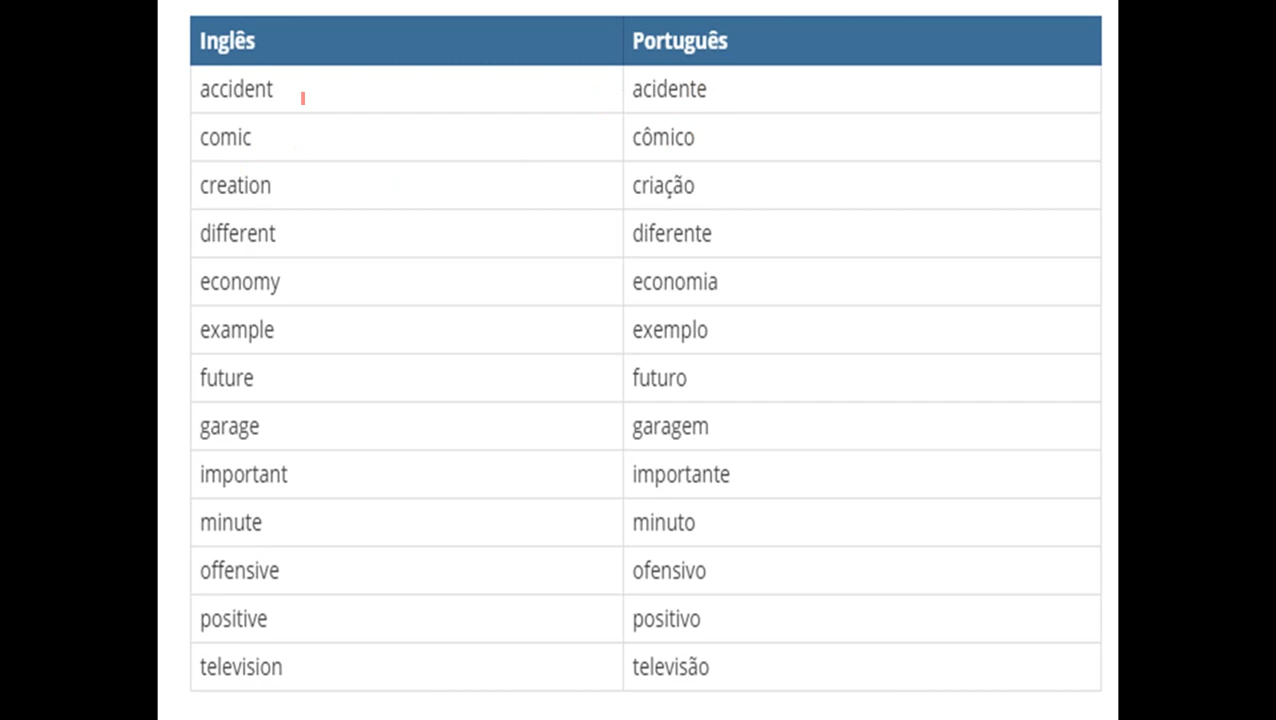 Inglês Português
accident acidente
comic cômico
creation criação
different diferente
economy economia
example exemplo
future futuro
garage garagem
important importante
minute minuto
offensive ofensivo
positive positivo
television televisão